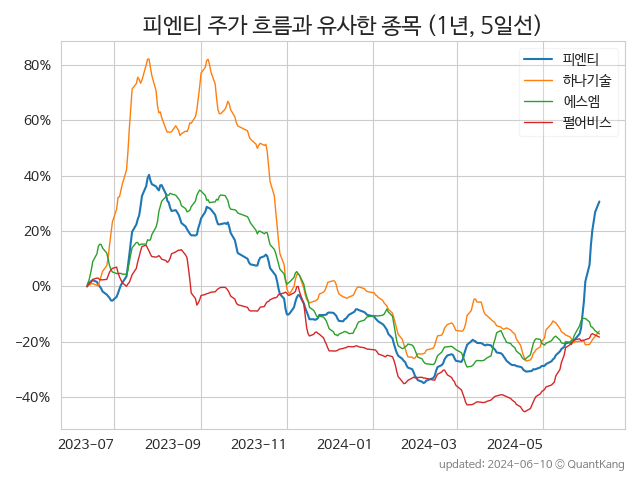 피엔티 주가 흐름과 유사한 종목 (1년, 5일선)
피엔티
하나기술
에스엠
펄어비스
80%
60%
40%
20%
0%
−20%
−40%
2023-07
2023-09
2023-11
2024-01
2024-03
2024-05
updated: 2024-06-10 © QuantKang